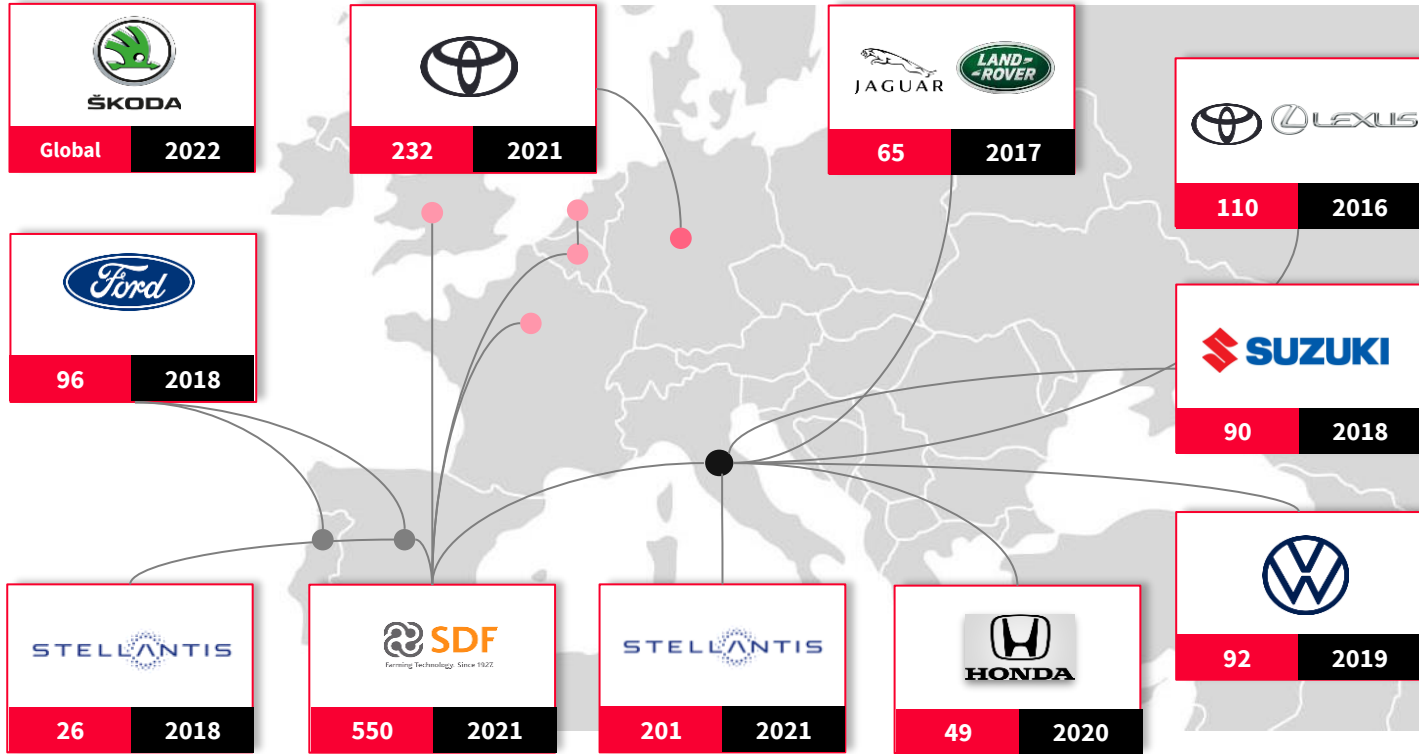 ŠKODA
Global 2022
232 2021
JAGUAR
LAND-
-ROVER
65 2017
LEXUS
110 2016
Ford
96 2018
SUZUKI
90 2018
VW
92 2019
STELLANTIS
26 2018
SDF
Farming Technology. Since 1927.
550 2021
STELLANTIS
201 2021
HONDA
49 2020